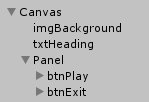 Canvas
imgBackground
txtHeading
Panel
btnPlay
btnExit